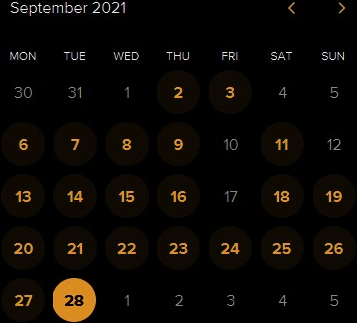 September 2021 < >
MON TUE WED THU FRI SAT SUN
30 31 1 2 3 4 5
6 7 8 9 10 11 12
13 14 15 16 17 18 19
20 21 22 23 24 25 26
27 28 1 2 3 4 5